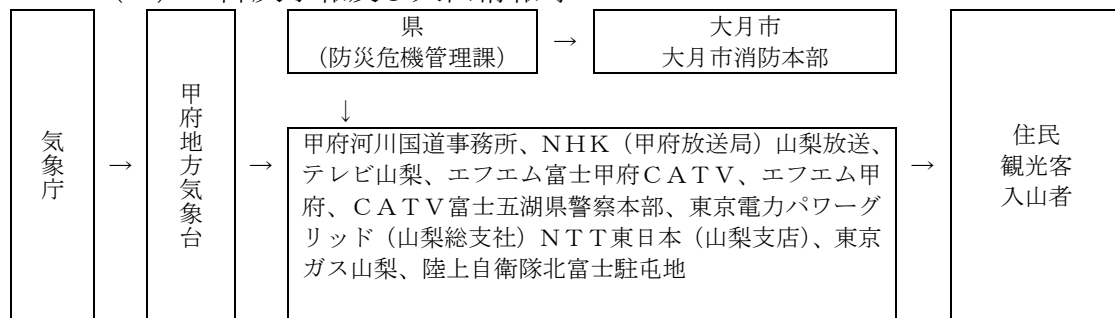 県
(防災危機管理課)
→
大月市
大月市消防本部
↓
気象庁
→
甲府地方気象台
→
甲府河川国道事務所、NHK（甲府放送局）山梨放送、
テレビ山梨、エフエム富士甲府CATV、エフエム甲
府、CATV富士五湖県警察本部、東京電力パワーグ
リッド（山梨総支社）NTT東日本（山梨支店）、東京
ガス山梨、陸上自衛隊北富士駐屯地
→
住民
観光客
入山者